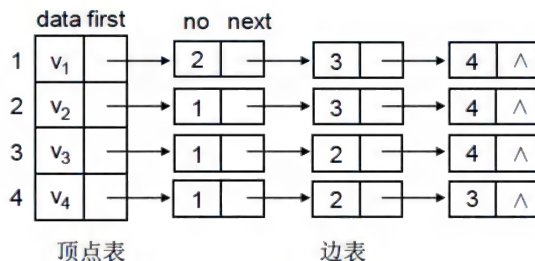 data first no next
1 v₁ 2 3 4 ∧
2 v₂ 1 3 4 ∧
3 v₃ 1 2 4 ∧
4 v₄ 1 2 3 ∧
顶点表 边表